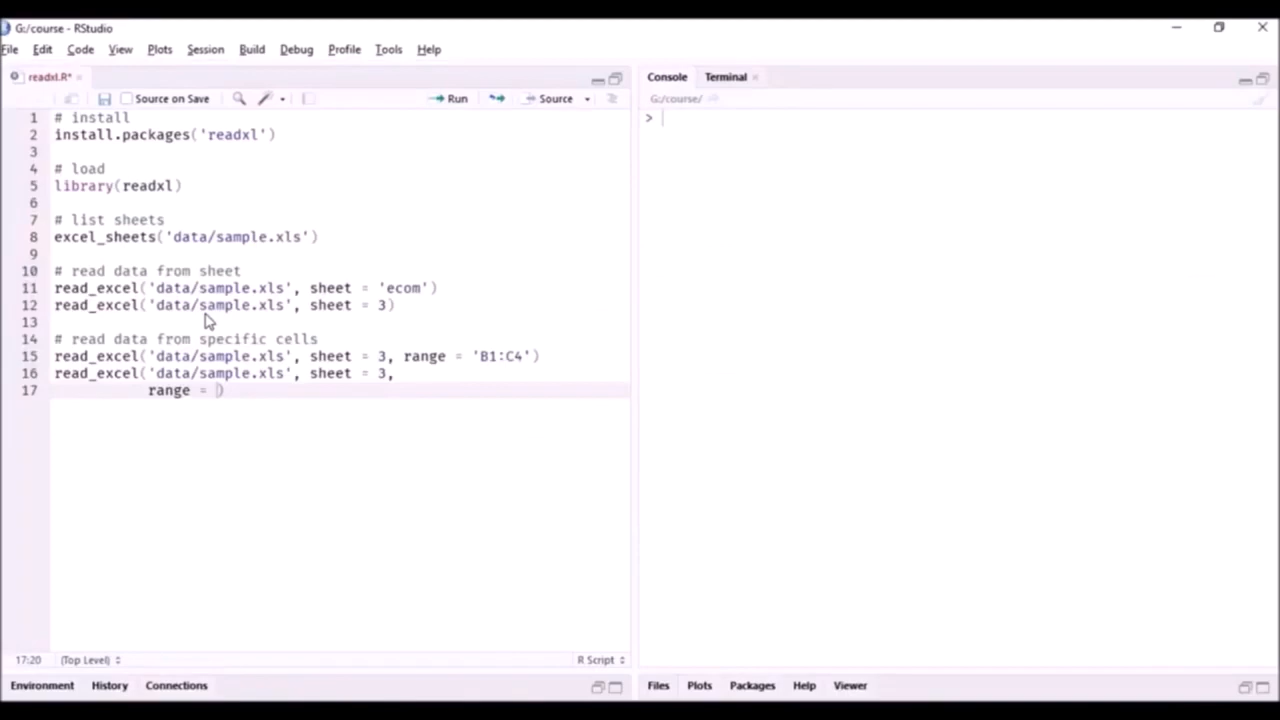 G:/course - RStudio
File Edit Code View Plots Session Build Debug Profile Tools Help
readxl.R*
Source on Save Run Source
1 # install
2 install.packages('readxl')
3
4 # load
5 library(readxl)
6
7 # list sheets
8 excel_sheets('data/sample.xls')
9
10 # read data from sheet
11 read_excel('data/sample.xls', sheet = 'ecom')
12 read_excel('data/sample.xls', sheet = 3)
13
14 # read data from specific cells
15 read_excel('data/sample.xls', sheet = 3, range = 'B1:C4')
16 read_excel('data/sample.xls', sheet = 3,
17 range = )
17:20 (Top Level) R Script
Environment History Connections
Console Terminal
G:/course/
>
Files Plots Packages Help Viewer